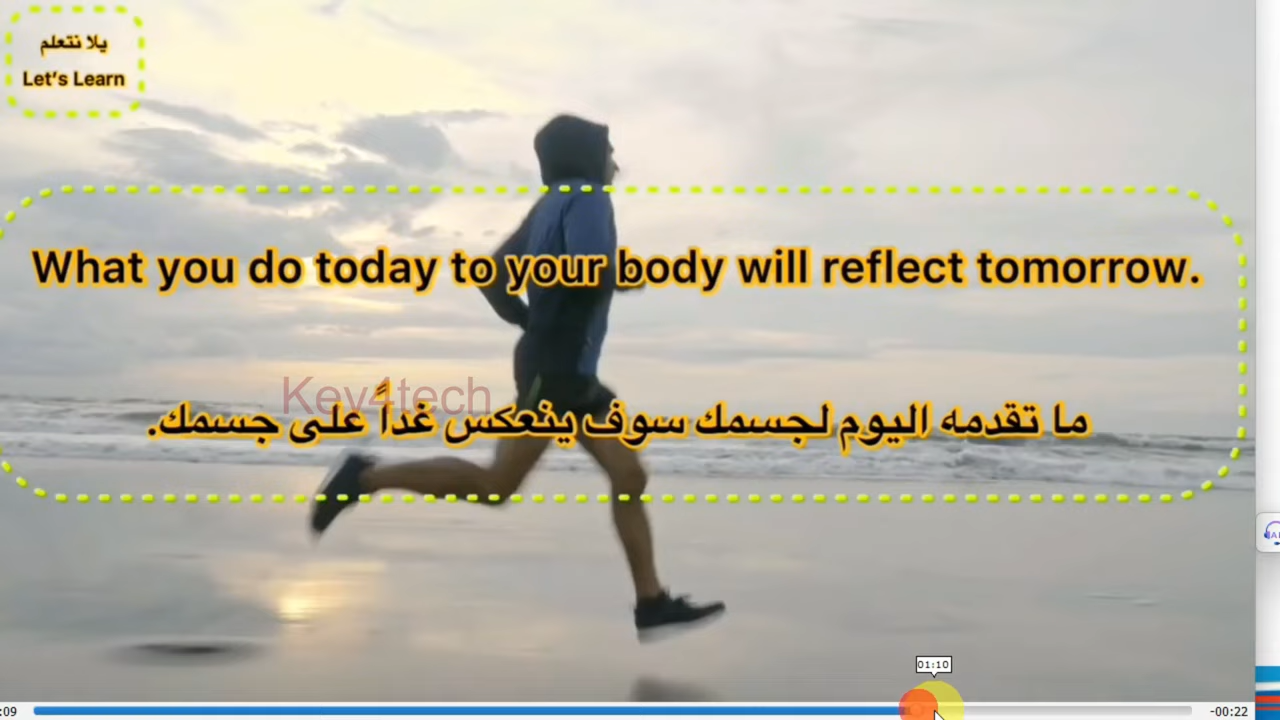 يلا نتعلم
Let's Learn
What you do today to your body will reflect tomorrow.
Key4tech
ما تقدمه اليوم لجسمك سوف ينعكس غداً على جسمك.
01:10
:09
-00:22